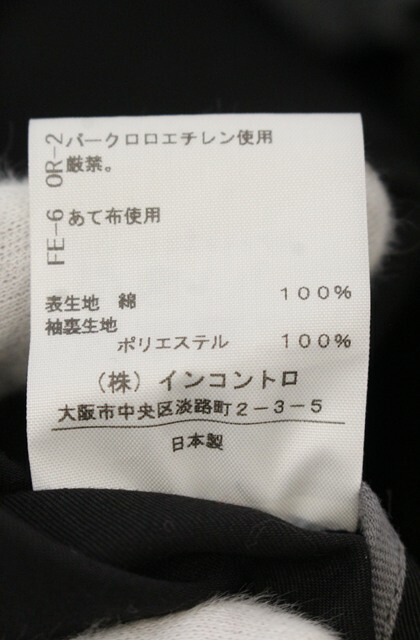 OR-2 パークロロエチレン使用
厳禁。
FE-6 あて布使用
表生地 綿 100%
袖裏生地
ポリエステル 100%
(株)インコントロ
大阪市中央区淡路町2-3-5
日本製